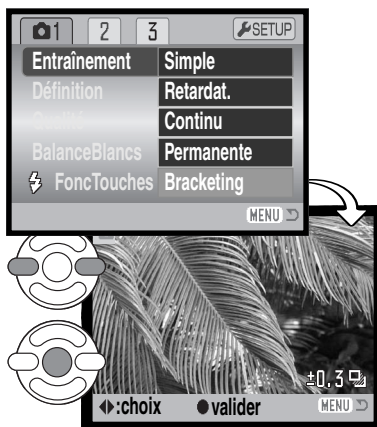 1 2 3 SETUP
Entraînement Simple
Définition Retardat.
Qualité Continu
BalanceBlancs Permanente
FoncTouches Bracketing
MENU
±0.3
:choix valider MENU